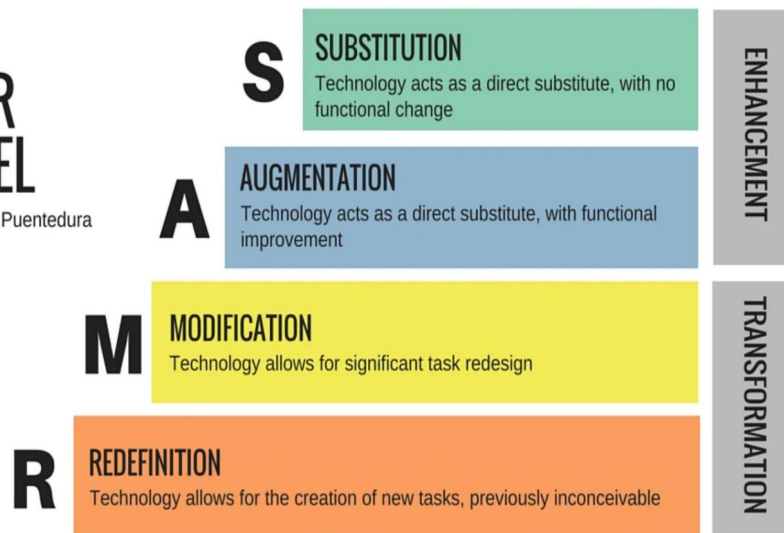 R
EL
Puentedura
S
SUBSTITUTION
Technology acts as a direct substitute, with no
functional change
A
AUGMENTATION
Technology acts as a direct substitute, with functional
improvement
ENHANCEMENT
M
MODIFICATION
Technology allows for significant task redesign
R
REDEFINITION
Technology allows for the creation of new tasks, previously inconceivable
TRANSFORMATION